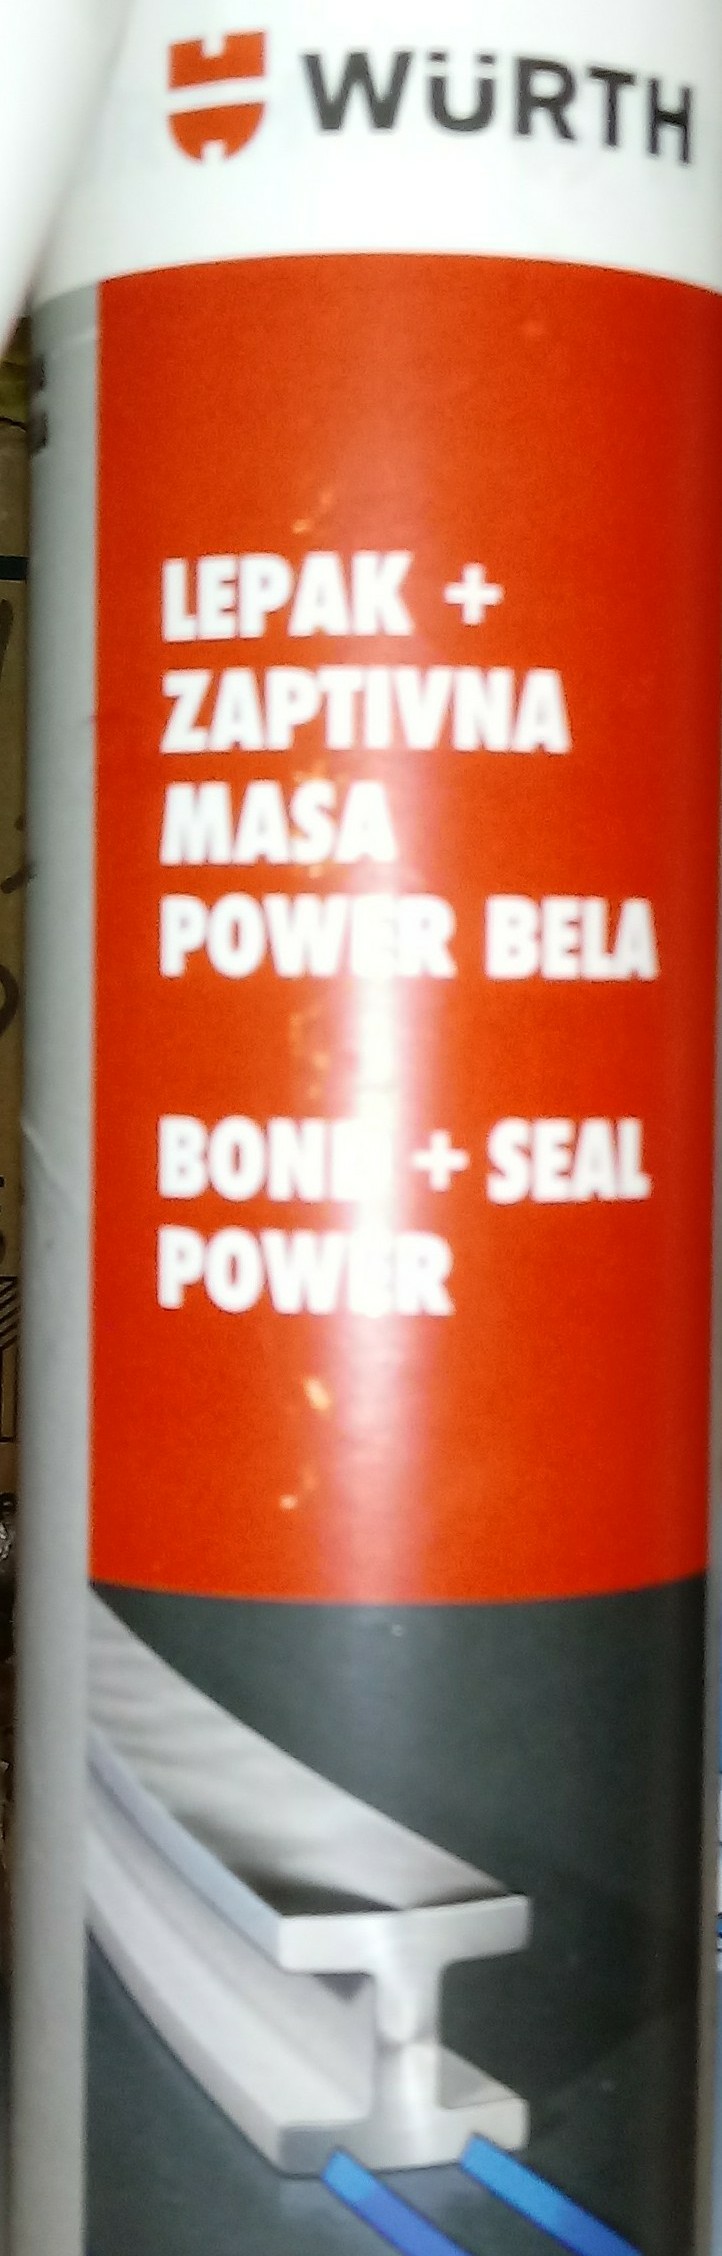 WÜRTH
LEPAK +
ZAPTIVNA
MASA
POWER BELA
BOND + SEAL
POWER